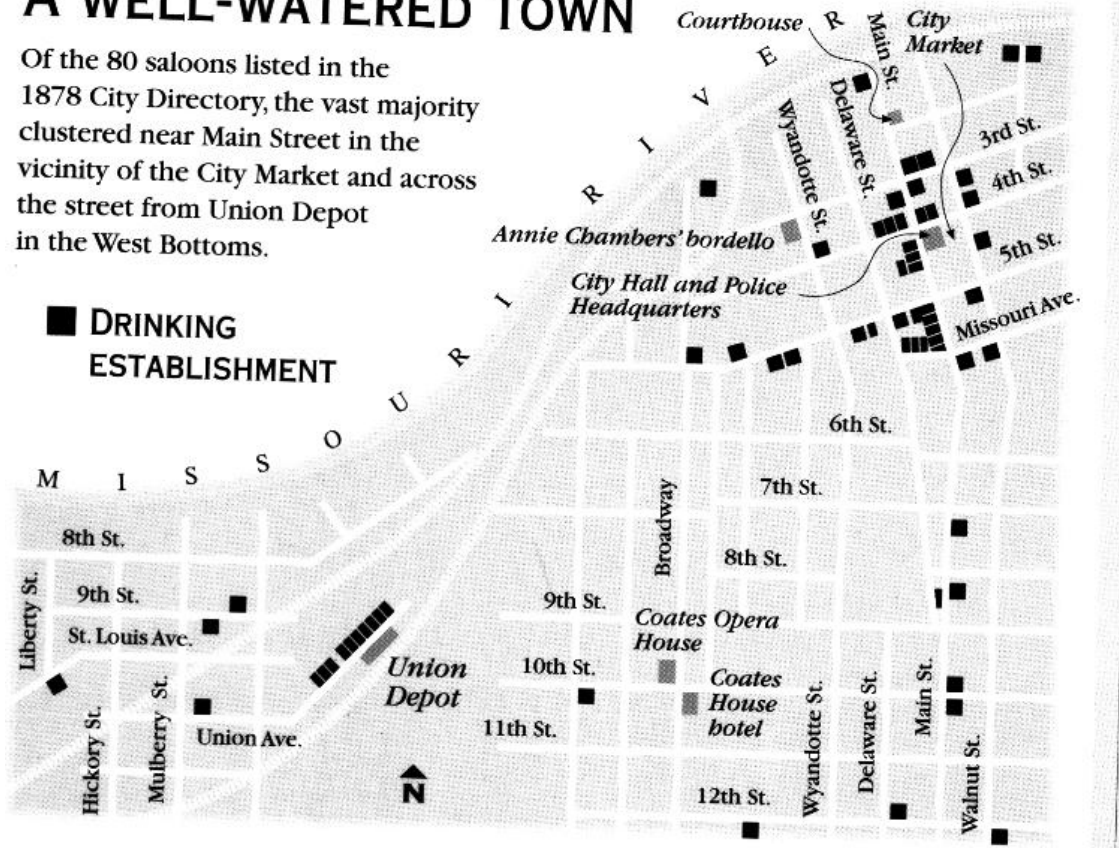 A WELL-WATERED TOWN
Of the 80 saloons listed in the
1878 City Directory, the vast majority
clustered near Main Street in the
vicinity of the City Market and across
the street from Union Depot
in the West Bottoms.
DRINKING
ESTABLISHMENT
Courthouse
Main St.
City
Market
MISSOURI RIVER
Wyandotte St.
Delaware St.
3rd St.
4th St.
5th St.
Annie Chambers' bordello
City Hall and Police
Headquarters
Missouri Ave.
6th St.
7th St.
Broadway
8th St.
8th St.
9th St.
Liberty St.
St. Louis Ave.
9th St.
Coates Opera
House
Union
Depot
10th St.
Coates
House
hotel
11th St.
Hickory St.
Mulberry St.
Union Ave.
N
12th St.
Wyandotte St.
Delaware St.
Main St.
Walnut St.